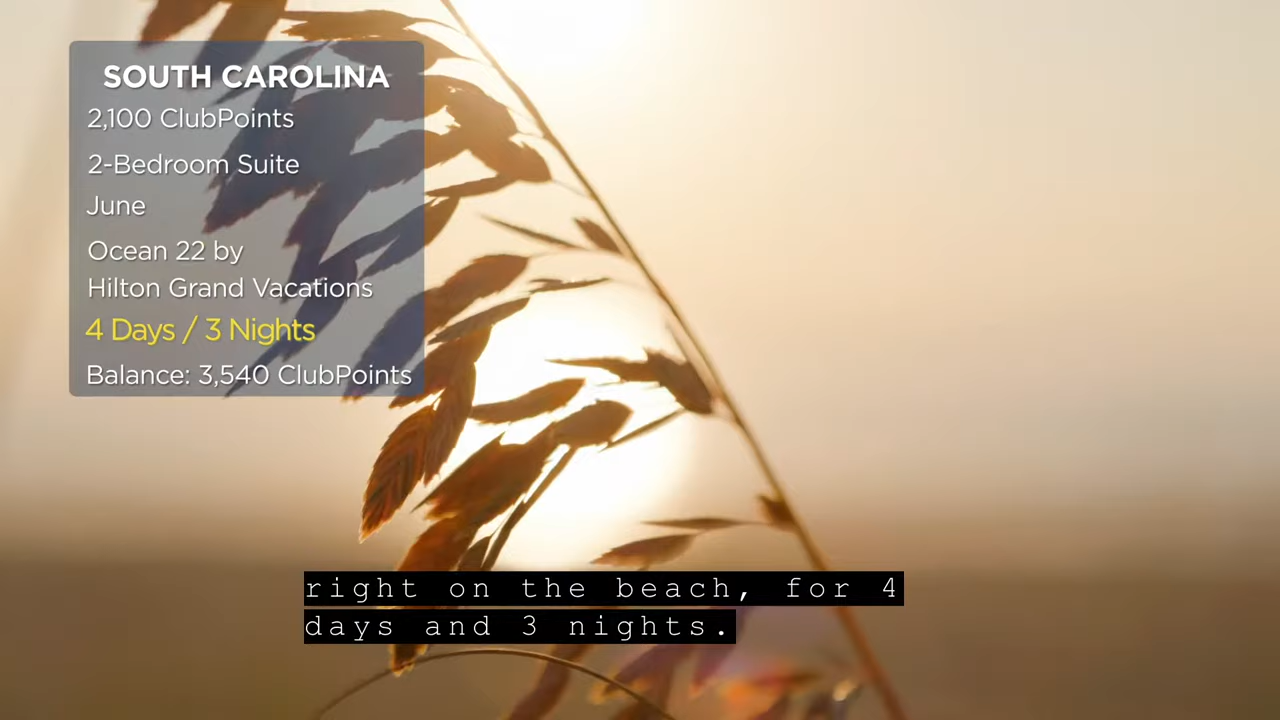 SOUTH CAROLINA
2,100 ClubPoints
2-Bedroom Suite
June
Ocean 22 by
Hilton Grand Vacations
4 Days / 3 Nights
Balance: 3,540 ClubPoints
right on the beach, for 4
days and 3 nights.